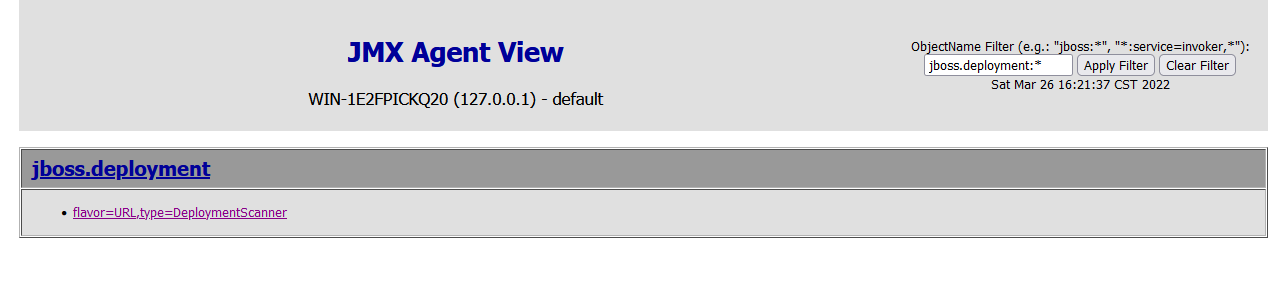 JMX Agent View
WIN-1E2FPICKQ20 (127.0.0.1) - default
ObjectName Filter (e.g.: "jboss:*", "*:service=invoker,*"):
jboss.deployment:* Apply Filter Clear Filter
Sat Mar 26 16:21:37 CST 2022
jboss.deployment
• flavor=URL,type=DeploymentScanner